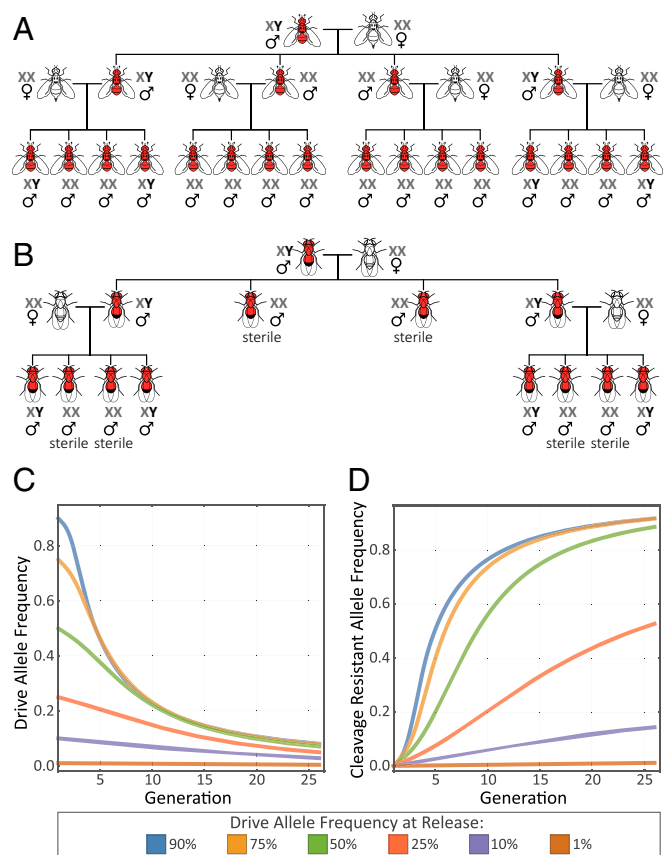 A
XY ♂ XX ♀
XX ♀ XY ♂ XX ♀ XX ♂ XX ♂ XX ♀ XY ♂ XX ♀
XY XX XX XY XX XX XX XX XX XX XX XX XY XX XX XY
♂ ♂ ♂ ♂ ♂ ♂ ♂ ♂ ♂ ♂ ♂ ♂ ♂ ♂ ♂ ♂
B
XY ♂ XX ♀
XX ♀ XY ♂ XX ♂ XX ♂ XY ♂ XX ♀
sterile sterile
XY XX XX XY XY XX XX XY
♂ ♂ ♂ ♂ ♂ ♂ ♂ ♂
sterile sterile sterile sterile
C
Drive Allele Frequency
0.8
0.6
0.4
0.2
0.0
5 10 15 20 25
Generation
D
Cleavage Resistant Allele Frequency
0.8
0.6
0.4
0.2
0.0
5 10 15 20 25
Generation
Drive Allele Frequency at Release:
90% 75% 50% 25% 10% 1%